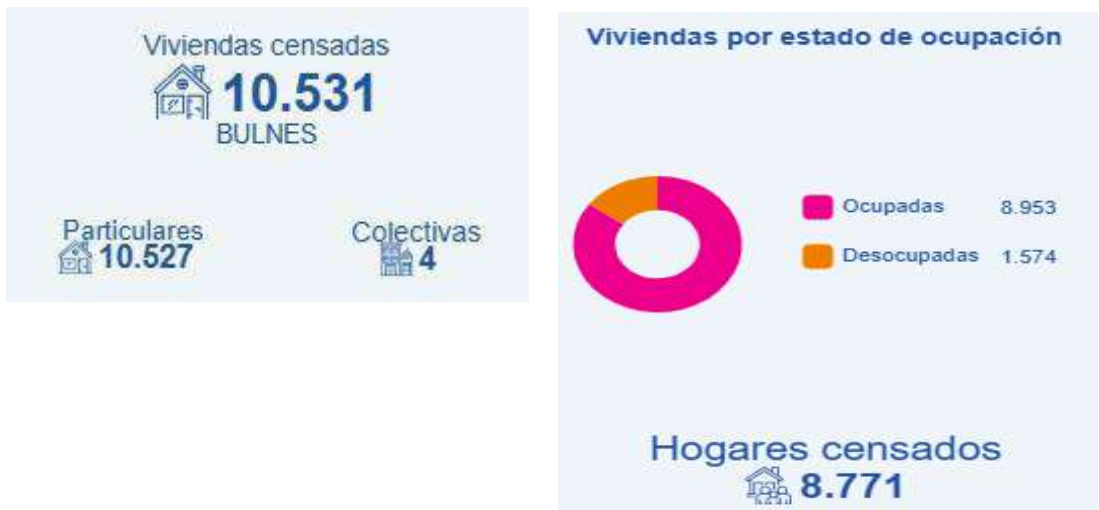 Viviendas censadas
10.531
BULNES
Particulares
10.527
Colectivas
4
Viviendas por estado de ocupación
Ocupadas 8.953
Desocupadas 1.574
Hogares censados
8.771